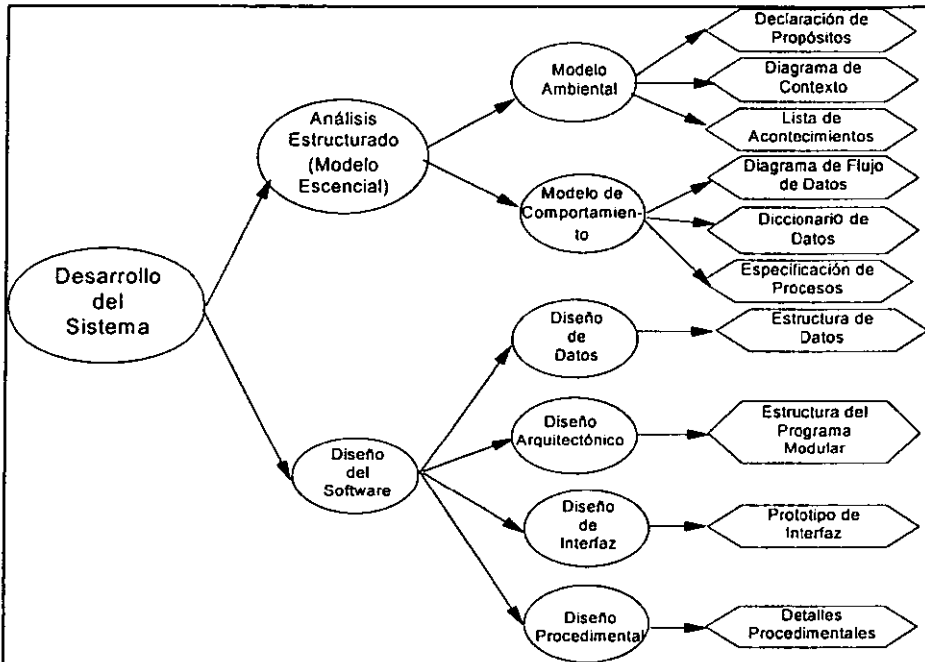 Desarrollo
del
Sistema
Análisis
Estructurado
(Modelo
Escencial)
Modelo
Ambiental
Declaración de
Propósitos
Diagrama de
Contexto
Lista de
Acontecimientos
Modelo de
Comportamien-
to
Diagrama de Flujo
de Datos
Diccionario de
Datos
Especificación de
Procesos
Diseño
del
Software
Diseño
de
Datos
Estructura de
Datos
Diseño
Arquitectónico
Estructura del
Programa
Modular
Diseño
de
Interfaz
Prototipo de
Interfaz
Diseño
Procedimental
Detalles
Procedimentales